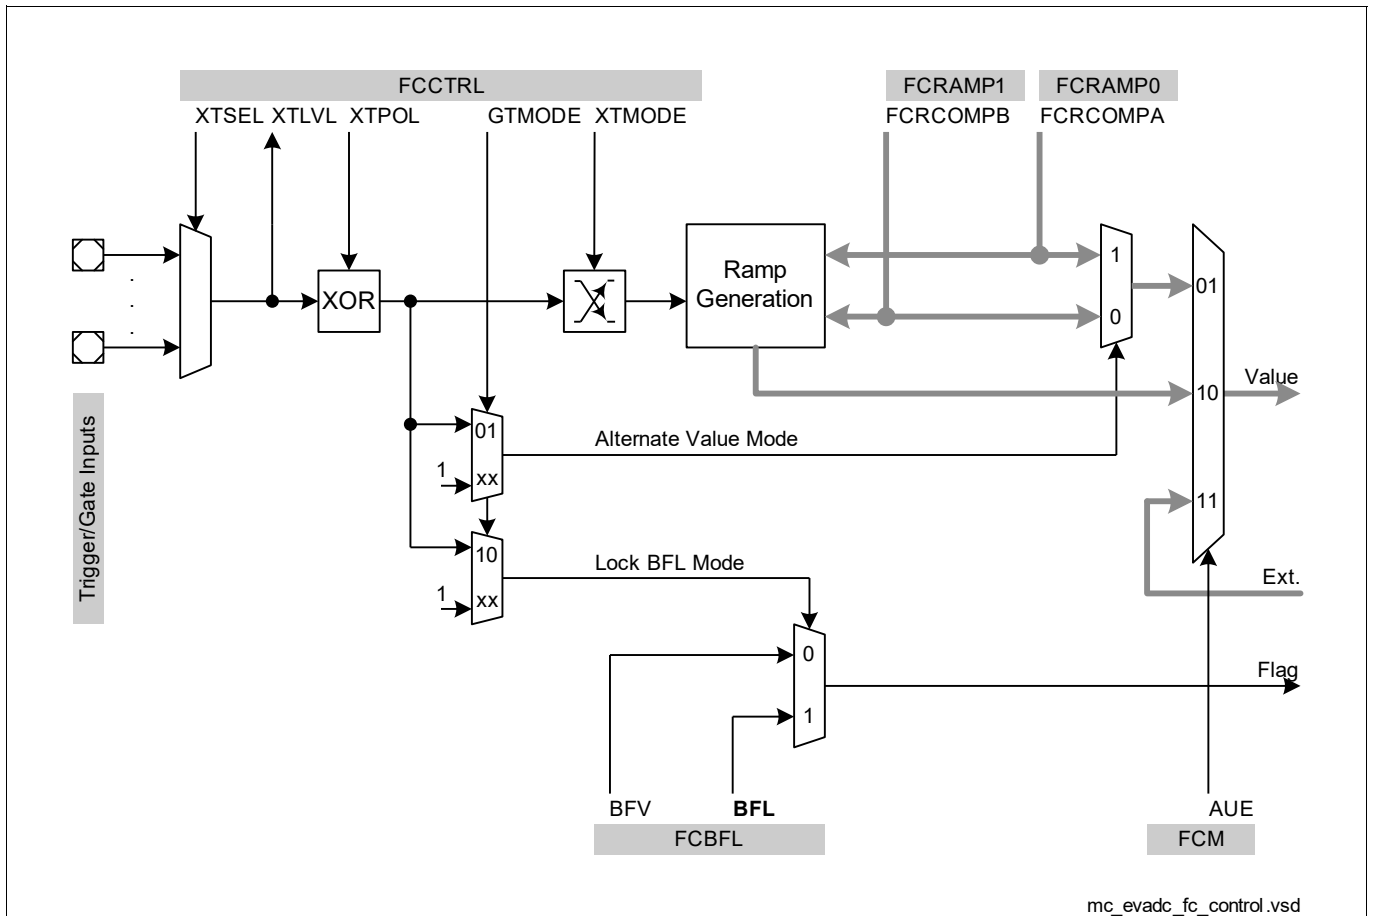 FCCTRL
FCRAMP1
FCRAMP0
XTSEL XTLVL XTPOL GTMODE XTMODE
FCRCOMPB
FCRCOMPA
Ramp
Generation
1
0
01
XOR
Value
10
Trigger/Gate Inputs
01
Alternate Value Mode
1
xx
11
10
Lock BFL Mode
Ext.
1
xx
0
Flag
1
BFV
BFL
AUE
FCBFL
FCM
mc_evadc_fc_control.vsd